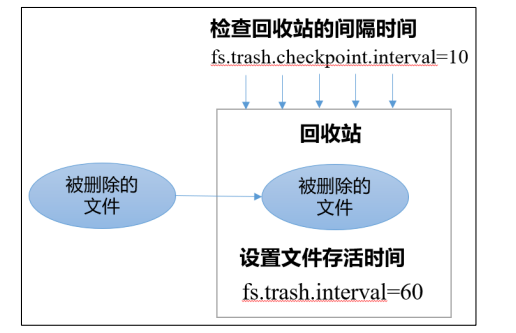 检查回收站的间隔时间
fs.trash.checkpoint.interval=10
回收站
被删除的
文件
被删除的
文件
设置文件存活时间
fs.trash.interval=60